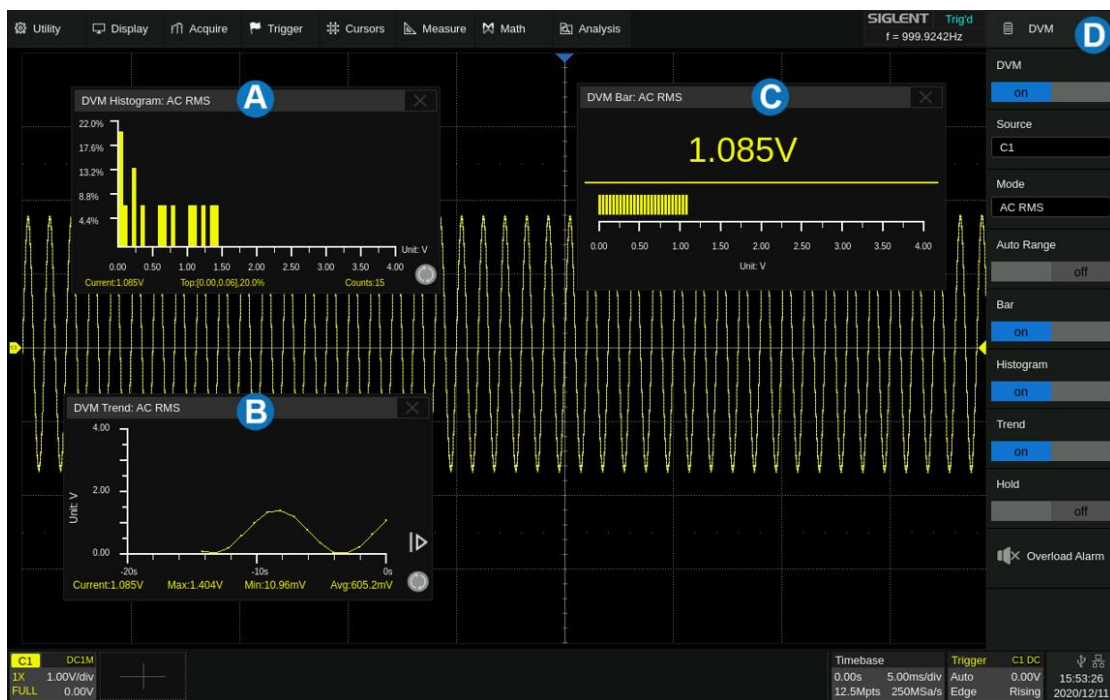 Utility Display Acquire Trigger Cursors Measure Math Analysis
SIGLENT Trig'd
f = 999.9242Hz
DVM
D
DVM
on
Source
C1
Mode
AC RMS
Auto Range
off
Bar
on
Histogram
on
Trend
on
Hold
off
Overload Alarm
DVM Histogram: AC RMS
A
22.0%
17.6%
13.2%
8.8%
4.4%
Unit: V
0.00 0.50 1.00 1.50 2.00 2.50 3.00 3.50 4.00
Current:1.085V Top:[0.00,0.06],20.0% Counts:15
DVM Bar: AC RMS
C
1.085V
0.00 0.50 1.00 1.50 2.00 2.50 3.00 3.50 4.00
Unit: V
DVM Trend: AC RMS
B
4.00
2.00
0.00
Unit: V
-20s -10s 0s
Current:1.085V Max:1.404V Min:10.96mV Avg:605.2mV
C1 DC1M
1X 1.00V/div
FULL 0.00V
Timebase
0.00s 5.00ms/div
12.5Mpts 250MSa/s
Trigger C1 DC
Auto 0.00V
Edge Rising
15:53:26
2020/12/11